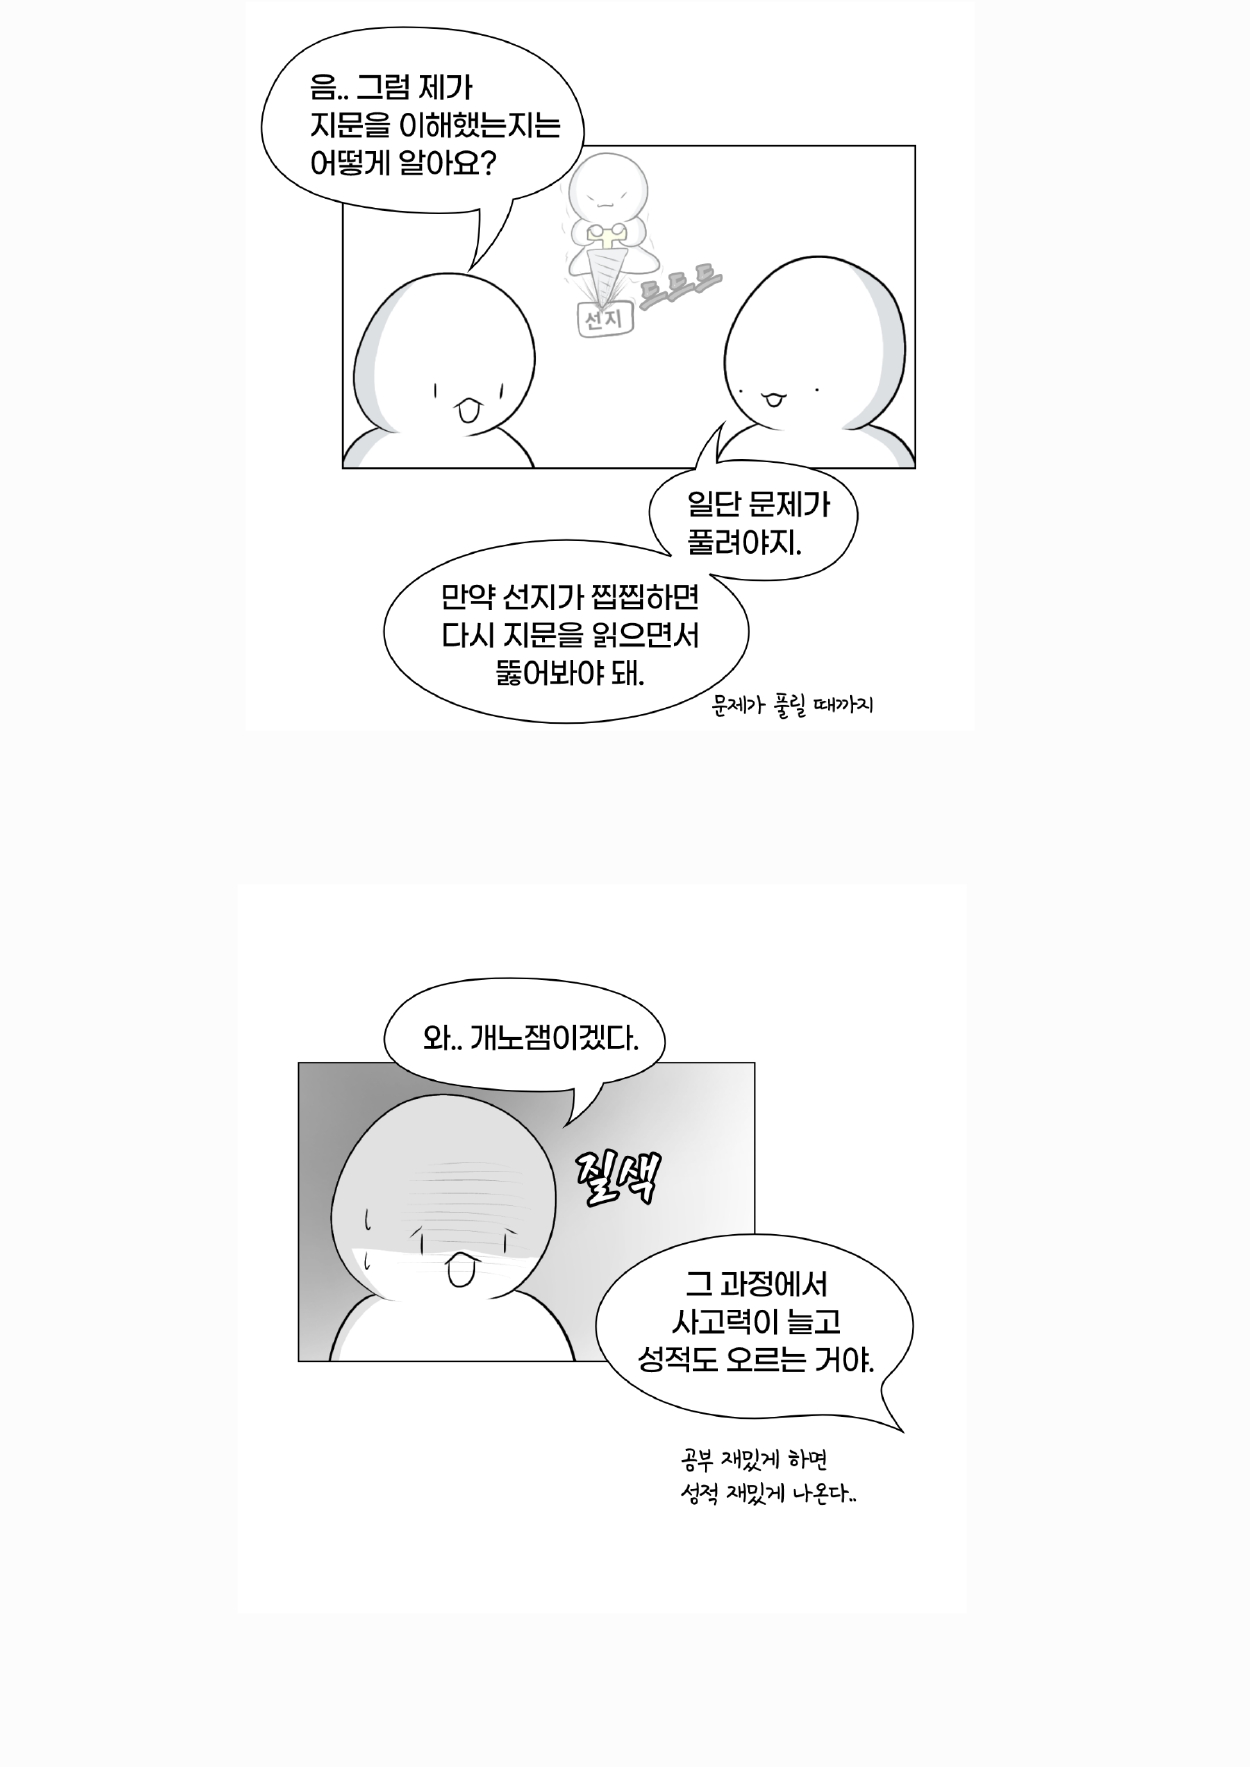 음.. 그럼 제가
지문을 이해했는지는
어떻게 알아요?
선지
드드드
일단 문제가
풀려야지.
만약 선지가 찝찝하면
다시 지문을 읽으면서
뚫어봐야 돼.
문제가 풀릴 때까지
와.. 개노잼이겠다.
질색
그 과정에서
사고력이 늘고
성적도 오르는 거야.
공부 재밌게 하면
성적 재밌게 나온다..